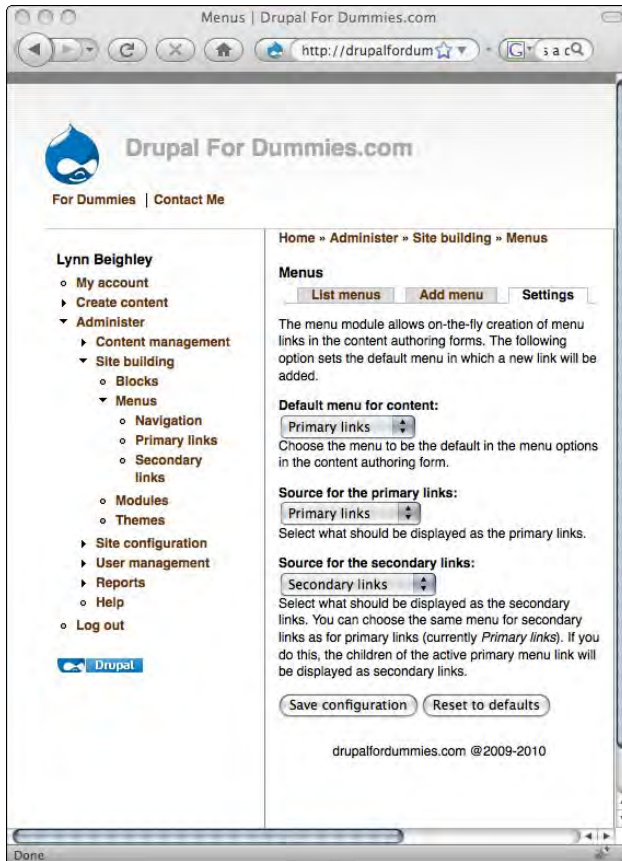 Menus | Drupal For Dummies.com
http://drupalfordum
G
s a c
Drupal For Dummies.com
For Dummies | Contact Me
Lynn Beighley
My account
Create content
Administer
Content management
Site building
Blocks
Menus
Navigation
Primary links
Secondary
links
Modules
Themes
Site configuration
User management
Reports
Help
Log out
Drupal
Home » Administer » Site building » Menus
Menus
List menus
Add menu
Settings
The menu module allows on-the-fly creation of menu
links in the content authoring forms. The following
option sets the default menu in which a new link will be
added.
Default menu for content:
Primary links
Choose the menu to be the default in the menu options
in the content authoring form.
Source for the primary links:
Primary links
Select what should be displayed as the primary links.
Source for the secondary links:
Secondary links
Select what should be displayed as the secondary
links. You can choose the same menu for secondary
links as for primary links (currently Primary links). If you
do this, the children of the active primary menu link will
be displayed as secondary links.
Save configuration
Reset to defaults
drupalfordummies.com @2009-2010
Done